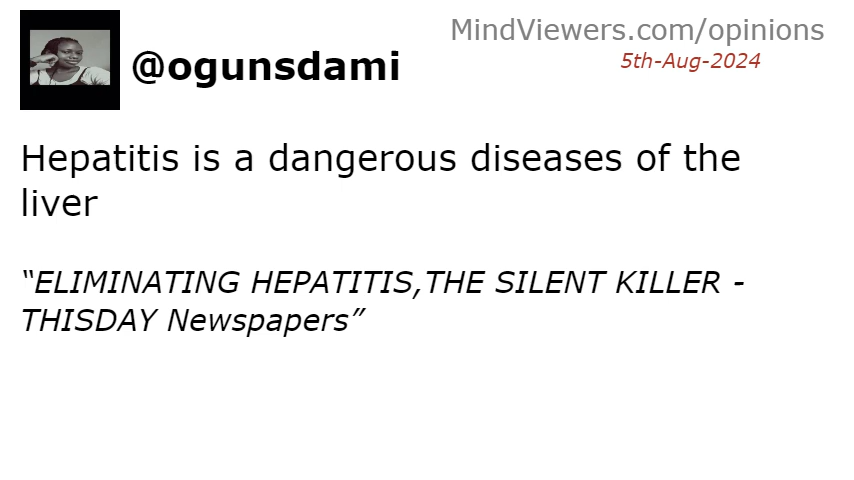 MindViewers.com/opinions
5th-Aug-2024
@ogunsdami
Hepatitis is a dangerous diseases of the
liver
“ELIMINATING HEPATITIS,THE SILENT KILLER -
THISDAY Newspapers”